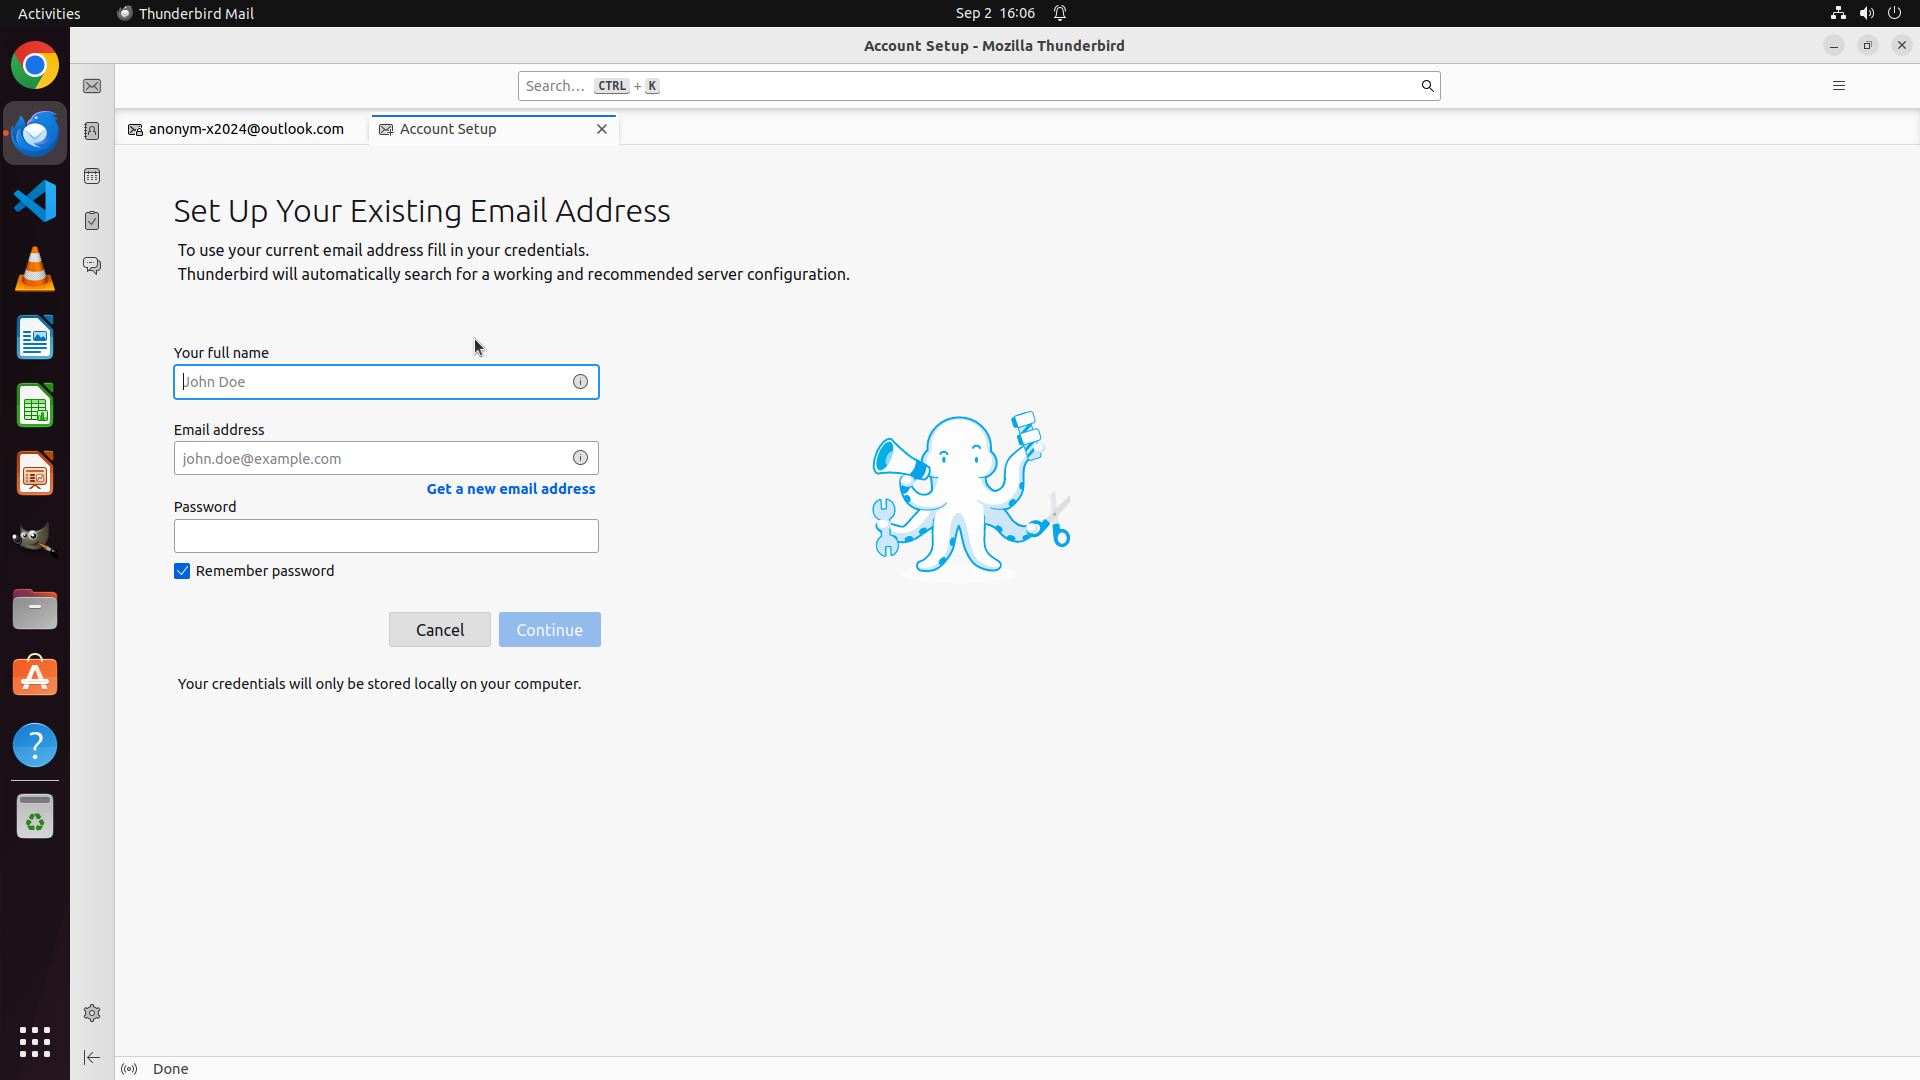 Activities
Thunderbird Mail
Sep 2 16:06
Account Setup - Mozilla Thunderbird
Search… CTRL + K
anonym-x2024@outlook.com
Account Setup
Set Up Your Existing Email Address
To use your current email address fill in your credentials.
Thunderbird will automatically search for a working and recommended server configuration.
Your full name
John Doe
Email address
john.doe@example.com
Get a new email address
Password
Remember password
Cancel
Continue
Your credentials will only be stored locally on your computer.
Done